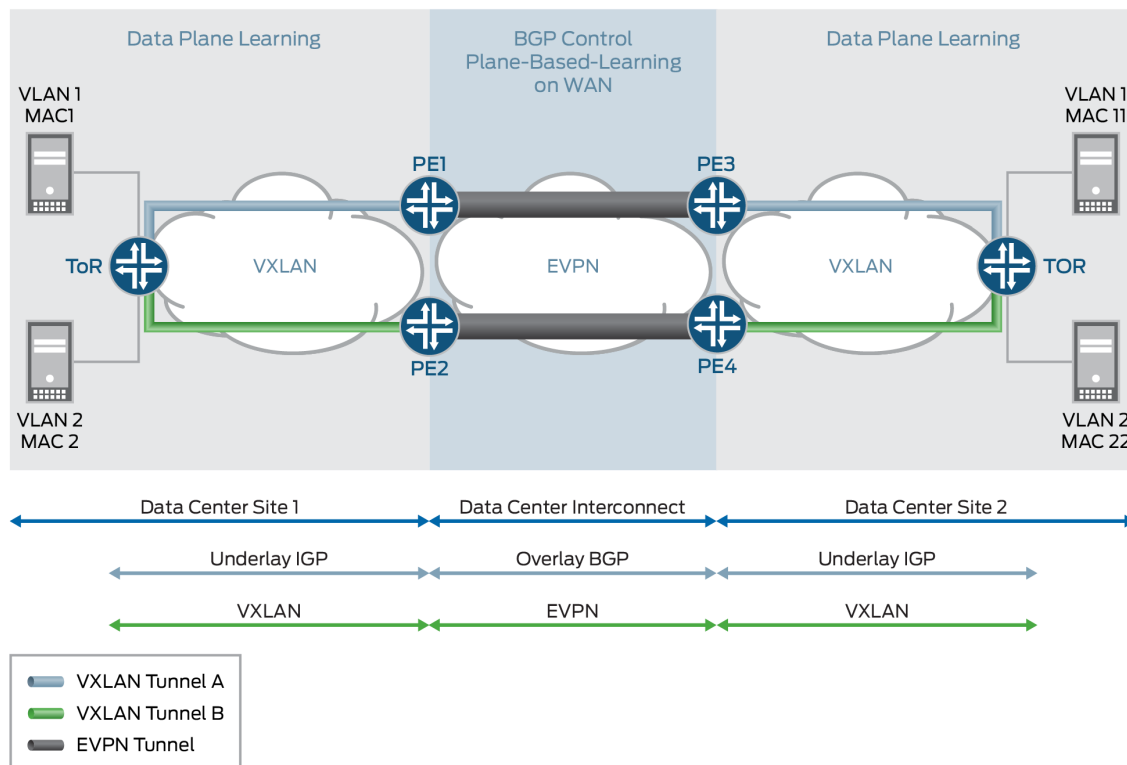 Data Plane Learning
BGP Control
Plane-Based-Learning
on WAN
Data Plane Learning
VLAN 1
MAC1
VLAN 1
MAC 11
PE1
PE3
ToR
VXLAN
EVPN
VXLAN
TOR
PE2
PE4
VLAN 2
MAC 2
VLAN 2
MAC 22
Data Center Site 1
Data Center Interconnect
Data Center Site 2
Underlay IGP
Overlay BGP
Underlay IGP
VXLAN
EVPN
VXLAN
VXLAN Tunnel A
VXLAN Tunnel B
EVPN Tunnel